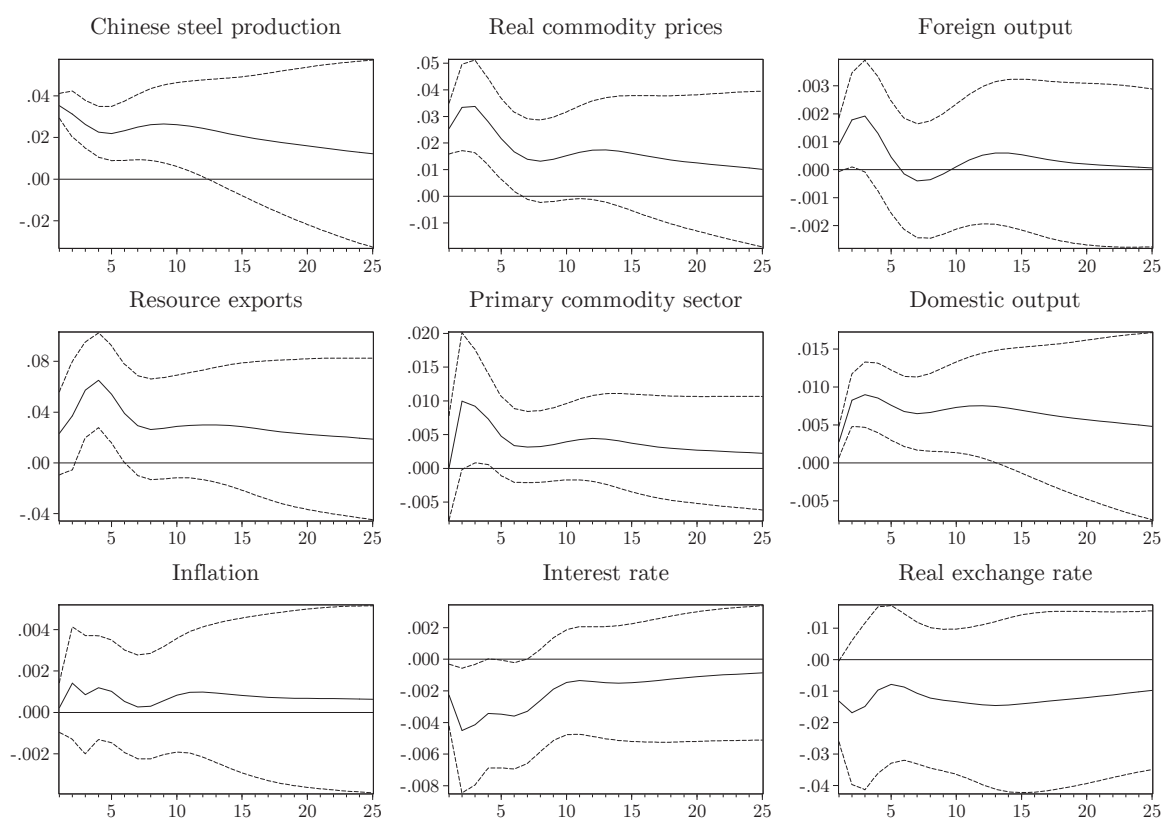 Chinese steel production
Real commodity prices
Foreign output
.04
.02
.00
-.02
5 10 15 20 25
.05
.04
.03
.02
.01
.00
-.01
5 10 15 20 25
.003
.002
.001
.000
-.001
-.002
5 10 15 20 25
Resource exports
Primary commodity sector
Domestic output
.08
.04
.00
-.04
5 10 15 20 25
.020
.015
.010
.005
.000
-.005
5 10 15 20 25
.015
.010
.005
.000
-.005
5 10 15 20 25
Inflation
Interest rate
Real exchange rate
.004
.002
.000
-.002
5 10 15 20 25
.002
.000
-.002
-.004
-.006
-.008
5 10 15 20 25
.01
.00
-.01
-.02
-.03
-.04
5 10 15 20 25